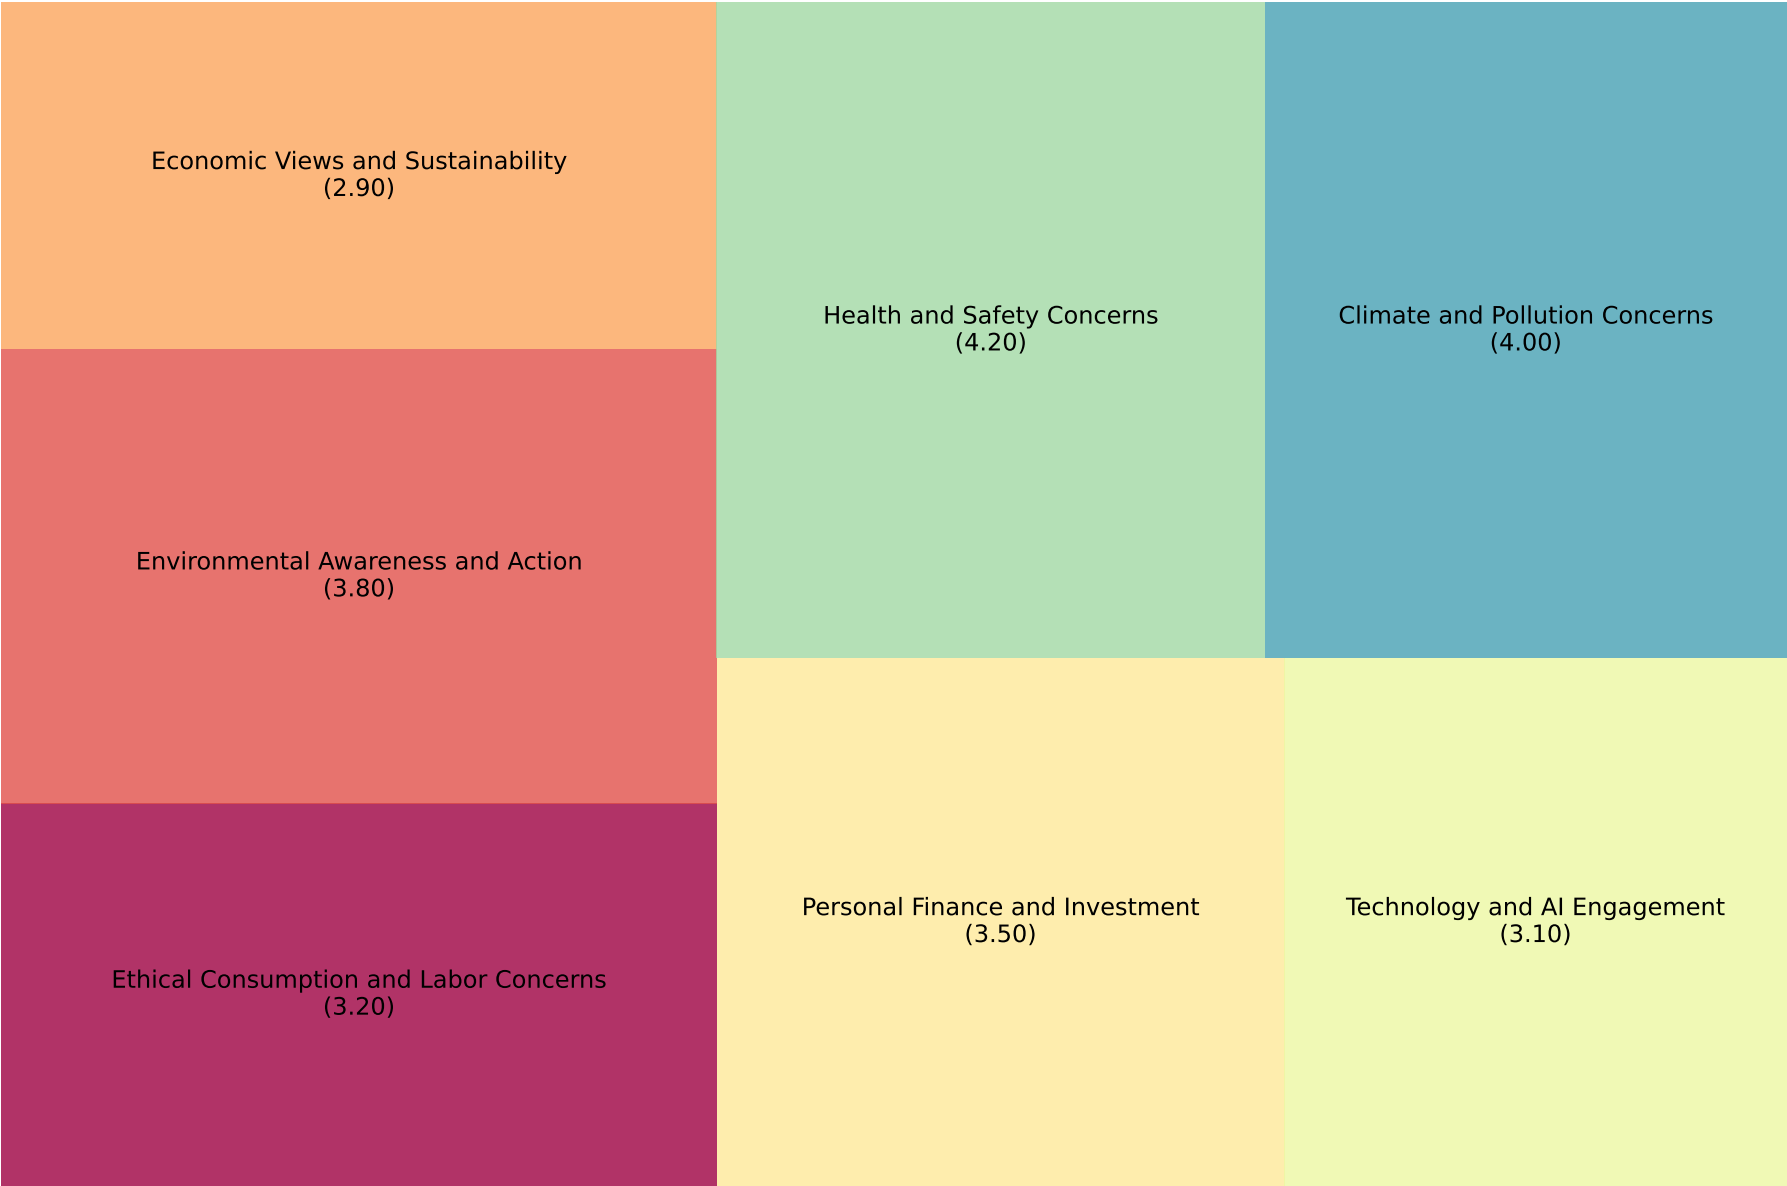 Economic Views and Sustainability
(2.90)
Health and Safety Concerns
(4.20)
Climate and Pollution Concerns
(4.00)
Environmental Awareness and Action
(3.80)
Personal Finance and Investment
(3.50)
Technology and AI Engagement
(3.10)
Ethical Consumption and Labor Concerns
(3.20)